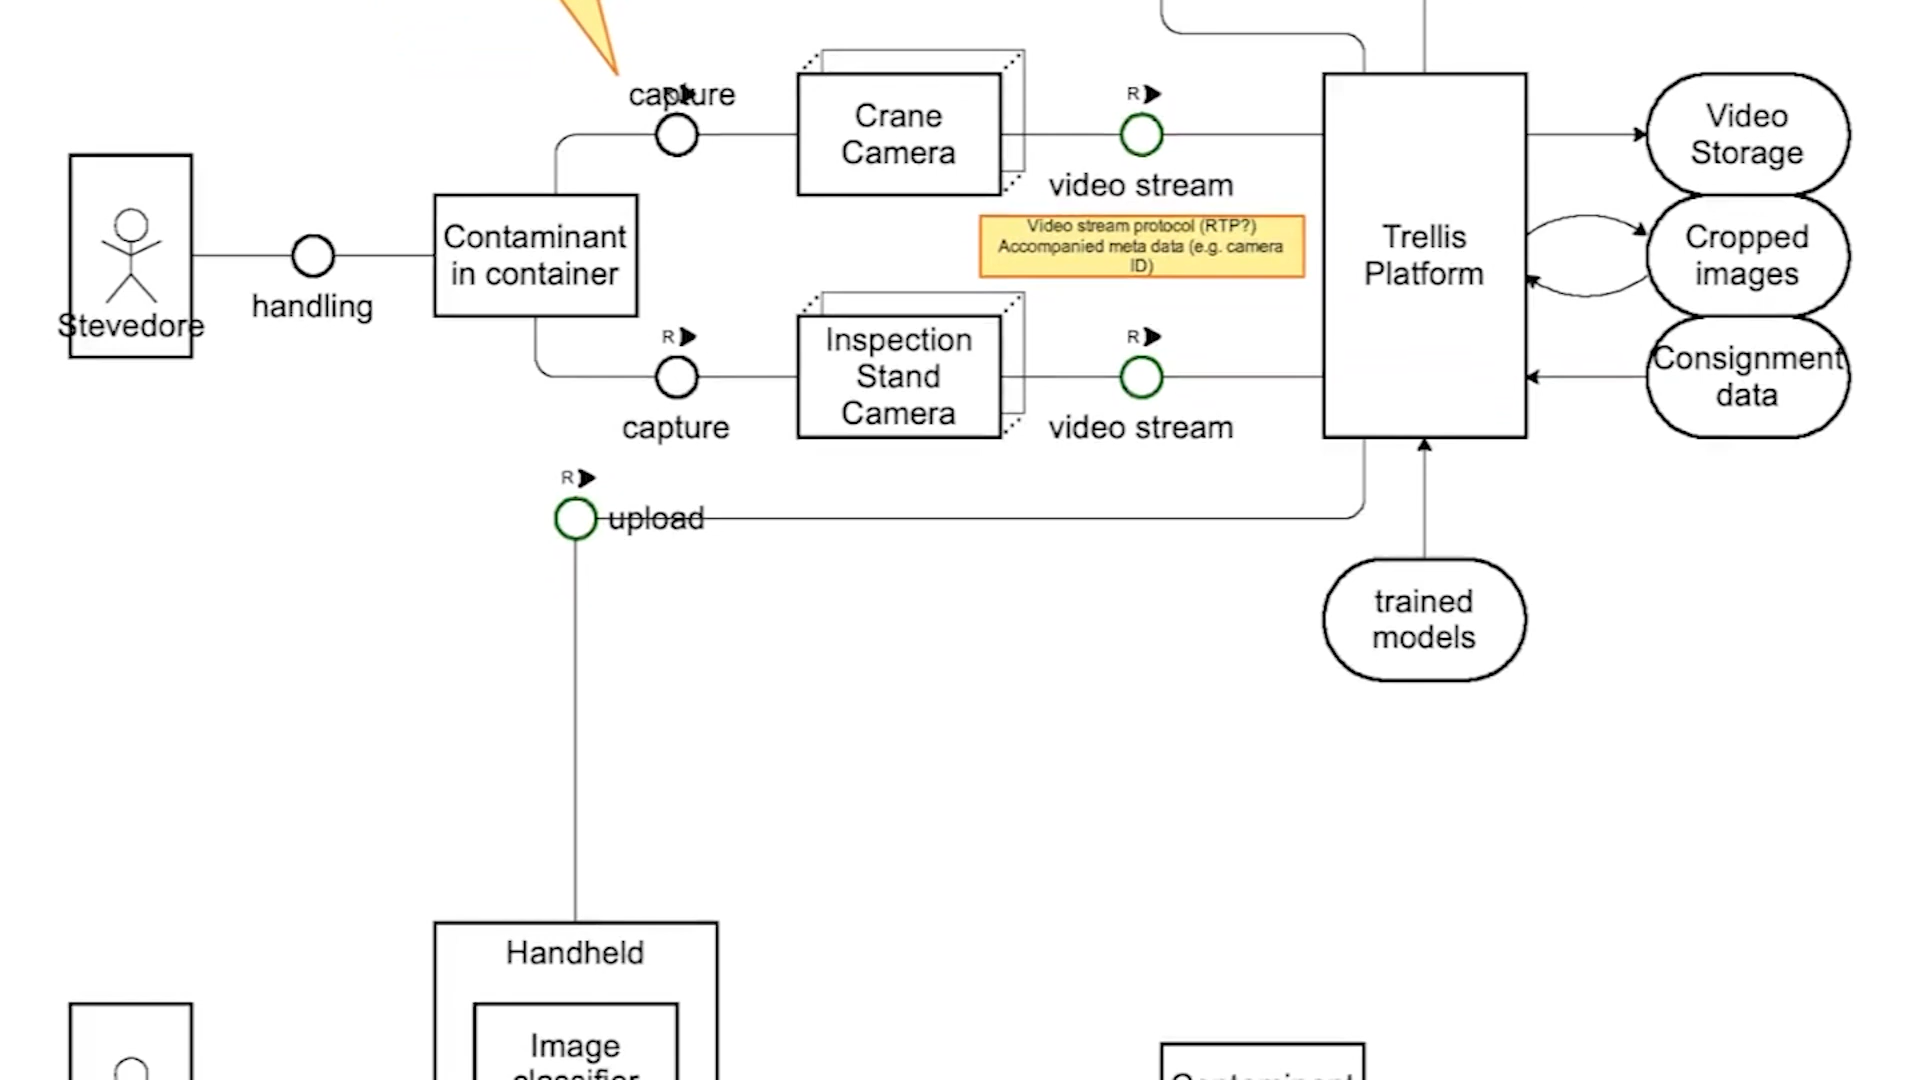 capture
R
Crane
Camera
R
video stream
Video
Storage
Stevedore
handling
Contaminant
in container
Video stream protocol (RTP?)
Accompanied meta data (e.g. camera
ID)
Trellis
Platform
Cropped
images
R
capture
Inspection
Stand
Camera
R
video stream
Consignment
data
R
upload
trained
models
Handheld
Image
classifier
Contaminant